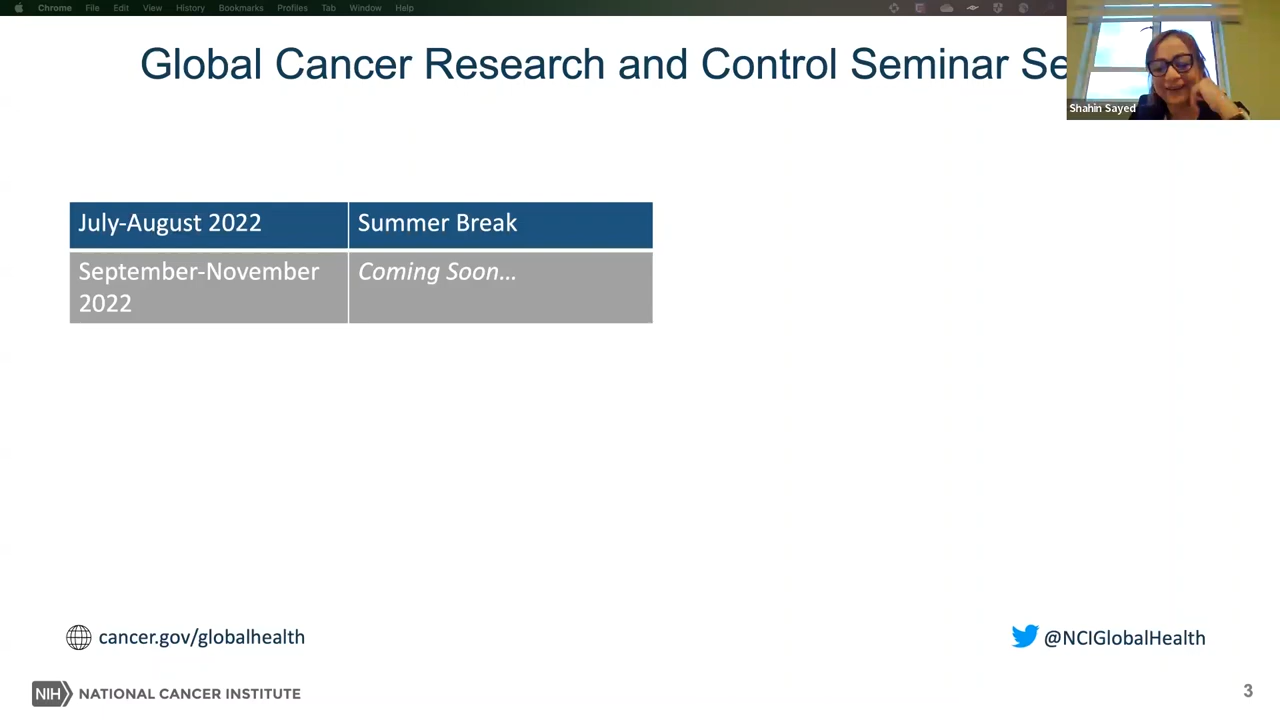 Chrome File Edit View History Bookmarks Profiles Tab Window Help
Global Cancer Research and Control Seminar Se
Shahin Sayed
July-August 2022 Summer Break
September-November Coming Soon...
2022
cancer.gov/globalhealth @NCIGlobalHealth
NIH NATIONAL CANCER INSTITUTE 3